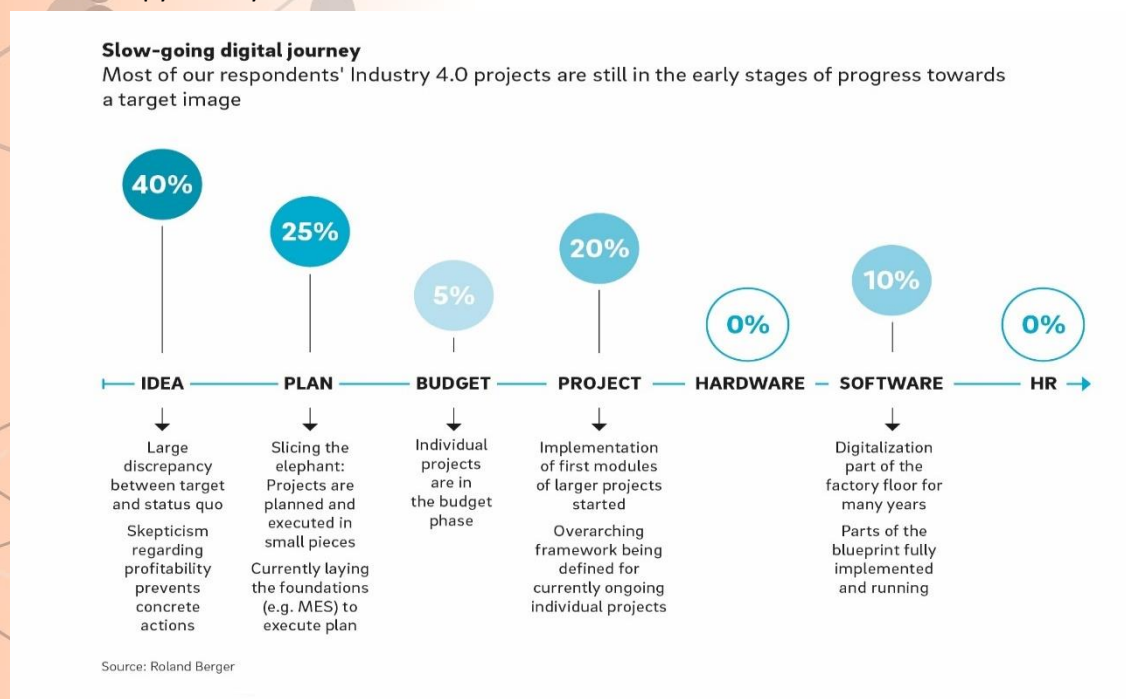 Slow-going digital journey
Most of our respondents' Industry 4.0 projects are still in the early stages of progress towards
a target image
40%
25%
5%
20%
0%
10%
0%
IDEA
PLAN
BUDGET
PROJECT
HARDWARE
SOFTWARE
HR
Large
discrepancy
between target
and status quo
Skepticism
regarding
profitability
prevents
concrete
actions
Slicing the
elephant:
Projects are
planned and
executed in
small pieces
Currently laying
the foundations
(e.g. MES) to
execute plan
Individual
projects
are in
the budget
phase
Implementation
of first modules
of larger projects
started
Overarching
framework being
defined for
currently ongoing
individual projects
Digitalization
part of the
factory floor for
many years
Parts of the
blueprint fully
implemented
and running
Source: Roland Berger